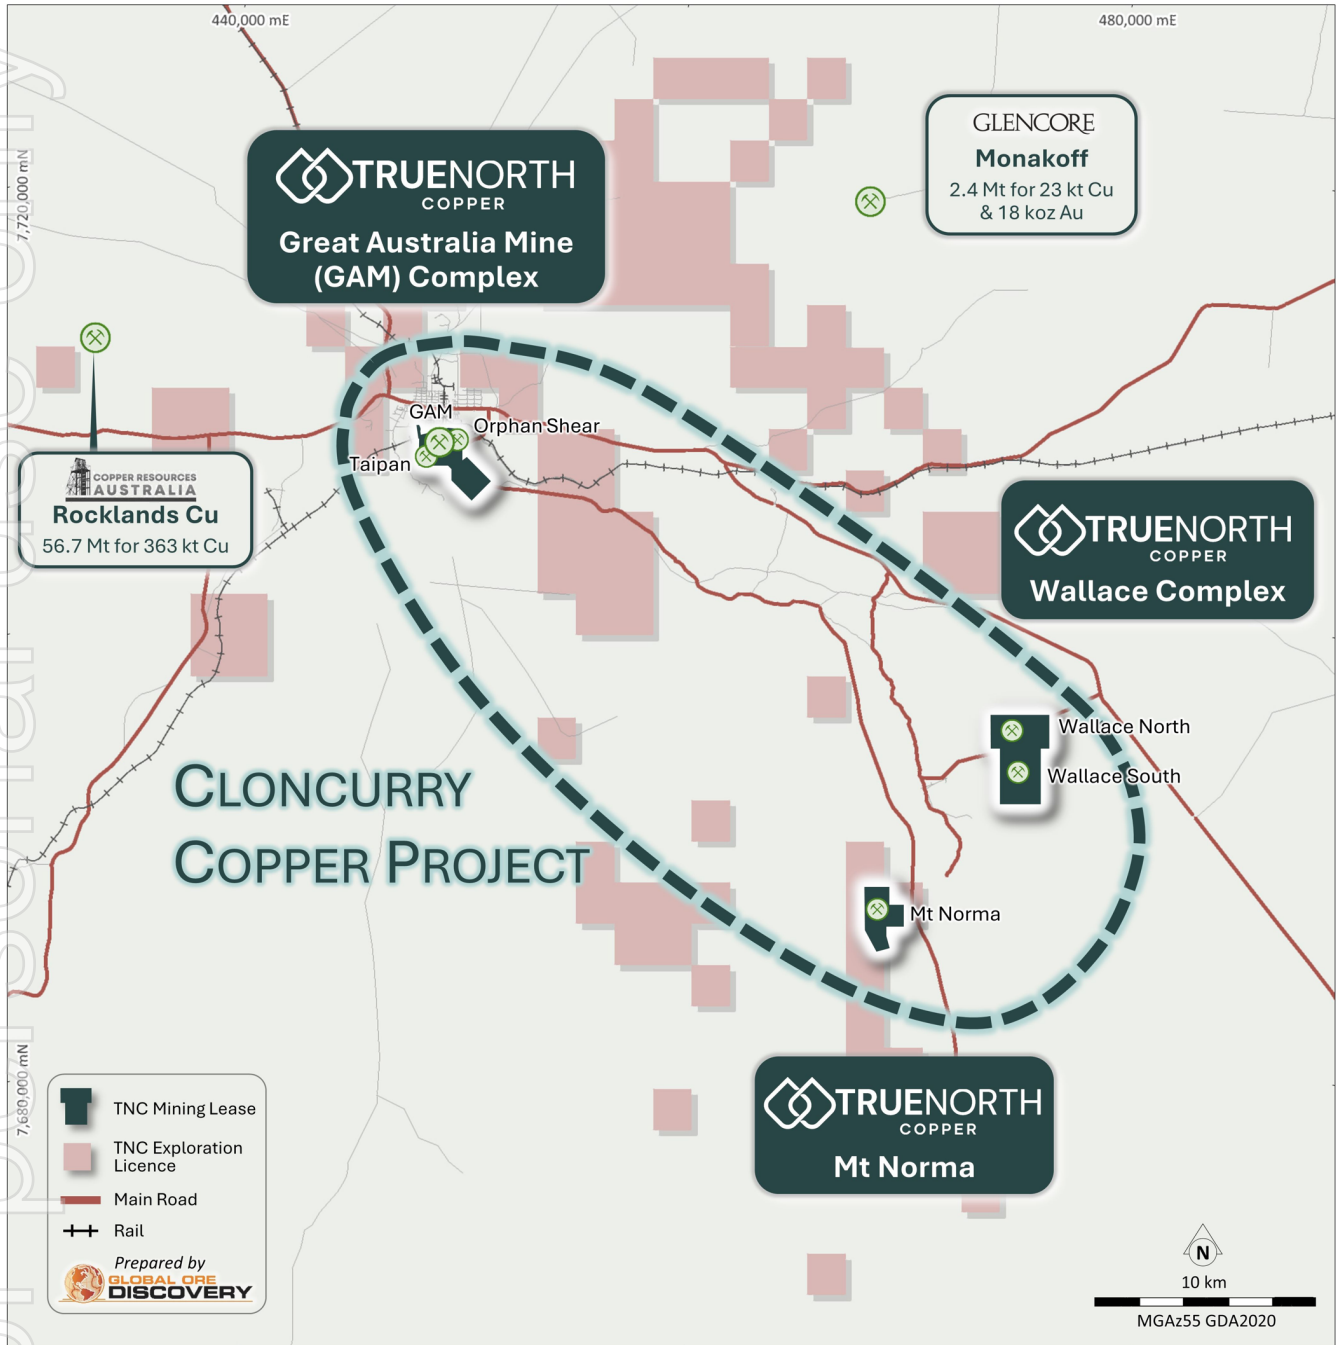 440,000 mE
480,000 mE
7,720,000 mN
7,680,000 mN
TRUENORTH
COPPER
Great Australia Mine
(GAM) Complex
GLENCORE
Monakoff
2.4 Mt for 23 kt Cu
& 18 koz Au
GAM
Orphan Shear
Taipan
COPPER RESOURCES
AUSTRALIA
Rocklands Cu
56.7 Mt for 363 kt Cu
TRUENORTH
COPPER
Wallace Complex
Wallace North
Wallace South
CLONCURRY
COPPER PROJECT
Mt Norma
TRUENORTH
COPPER
Mt Norma
TNC Mining Lease
TNC Exploration
Licence
Main Road
Rail
Prepared by
GLOBAL ORE
DISCOVERY
N
10 km
MGAz55 GDA2020